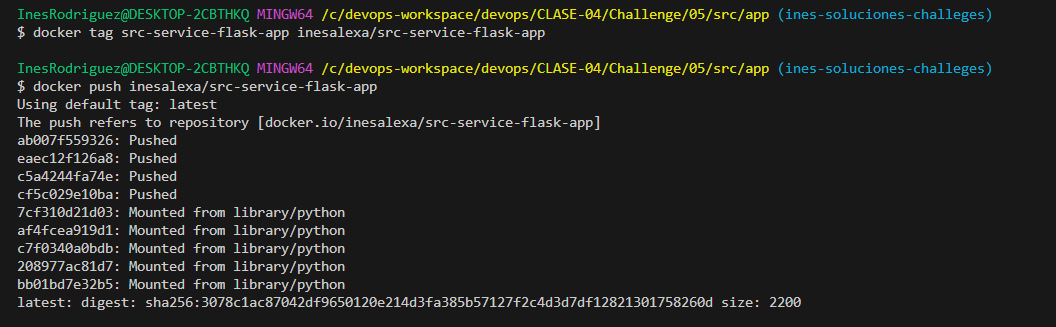 InesRodriguez@DESKTOP-2CBTHKQ MINGW64 /c/devops-workspace/devops/CLASE-04/Challenge/05/src/app (ines-soluciones-challeges)
$ docker tag src-service-flask-app inesalexa/src-service-flask-app
InesRodriguez@DESKTOP-2CBTHKQ MINGW64 /c/devops-workspace/devops/CLASE-04/Challenge/05/src/app (ines-soluciones-challeges)
$ docker push inesalexa/src-service-flask-app
Using default tag: latest
The push refers to repository [docker.io/inesalexa/src-service-flask-app]
ab007f559326: Pushed
eaec12f126a8: Pushed
c5a4244fa74e: Pushed
cf5c029e10ba: Pushed
7cf310d21d03: Mounted from library/python
af4fcea919d1: Mounted from library/python
c7f0340a0bdb: Mounted from library/python
208977ac81d7: Mounted from library/python
bb01bd7e32b5: Mounted from library/python
latest: digest: sha256:3078c1ac87042df9650120e214d3fa385b57127f2c4d3d7df12821301758260d size: 2200